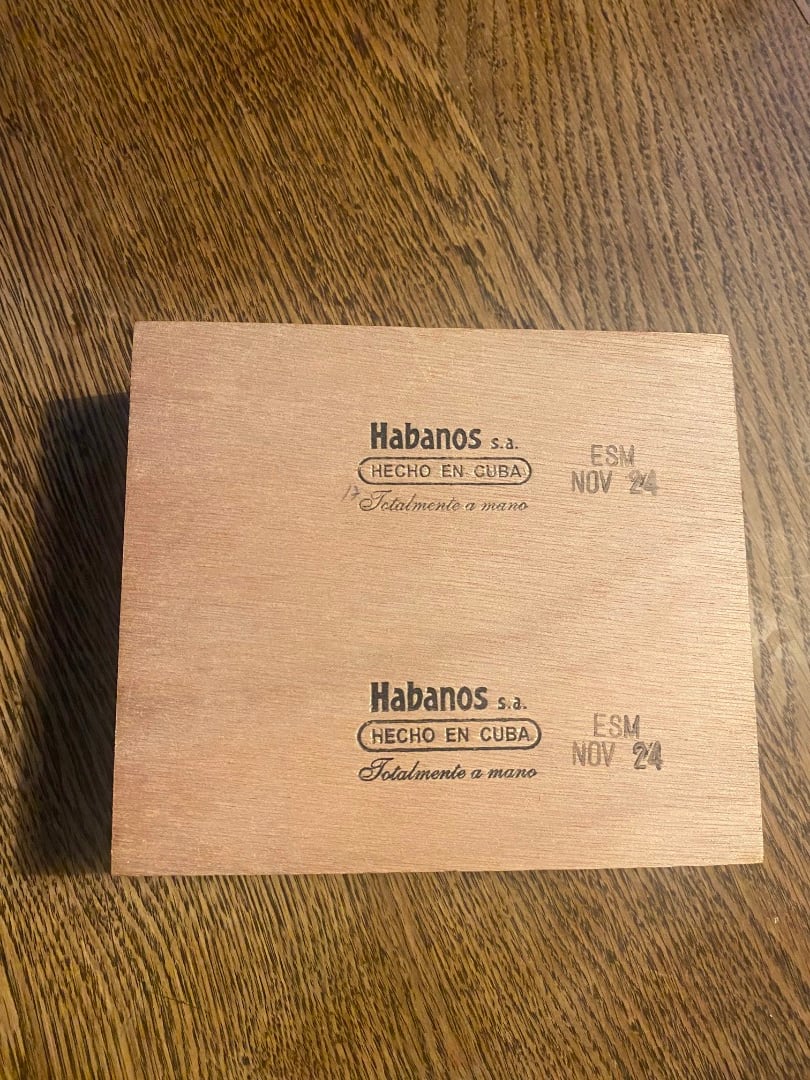 Habanos s.a.
HECHO EN CUBA
Totalmente a mano
ESM
NOV 24
Habanos s.a.
HECHO EN CUBA
Totalmente a mano
ESM
NOV 24